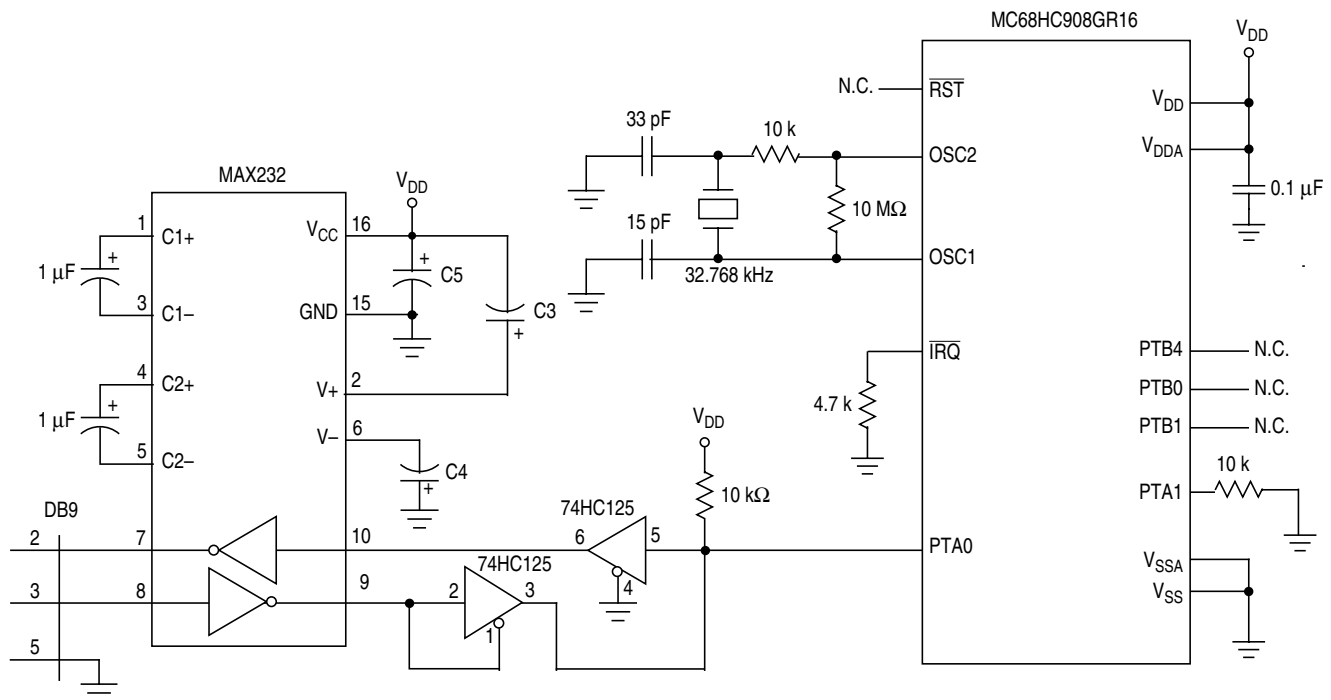 MC68HC908GR16
V_DD
N.C.
RST
V_DD
33 pF
10 k
OSC2
V_DDA
0.1 µF
10 MΩ
15 pF
OSC1
32.768 kHz
MAX232
V_DD
1
C1+
V_CC
16
1 µF
+
+
C5
C3
+
3
C1–
GND
15
4
C2+
V+
2
1 µF
+
V–
6
5
C2–
C4
+
IRQ
4.7 k
PTB4
N.C.
PTB0
N.C.
PTB1
N.C.
V_DD
10 kΩ
PTA1
10 k
DB9
74HC125
2
7
10
6
5
4
PTA0
74HC125
3
8
9
2
3
1
5
V_SSA
V_SS